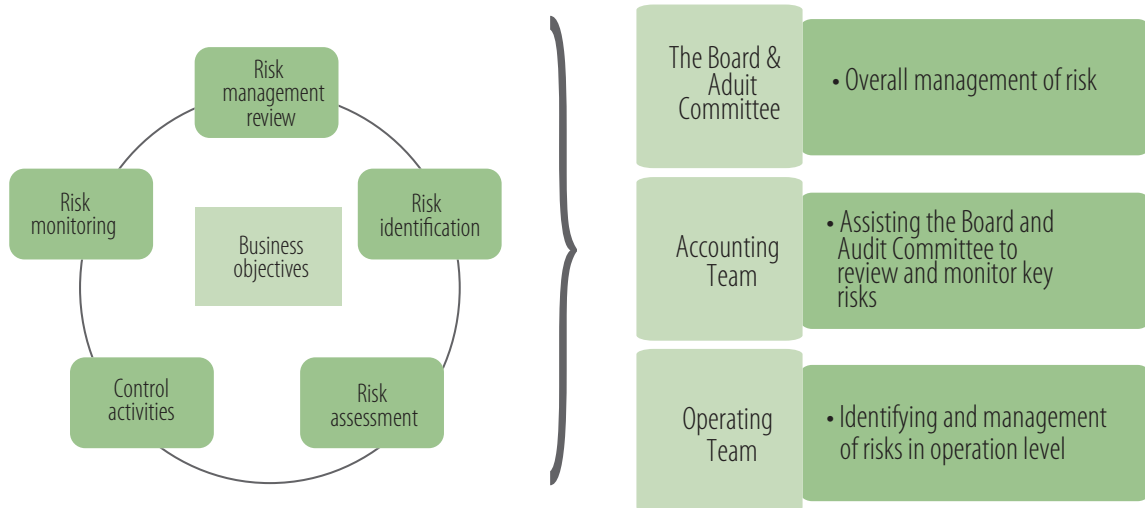 Risk
management
review
Risk
identification
Risk
assessment
Control
activities
Risk
monitoring
Business
objectives
The Board &
Aduit
Committee
• Overall management of risk
Accounting
Team
• Assisting the Board and
Audit Committee to
review and monitor key
risks
Operating
Team
• Identifying and management
of risks in operation level